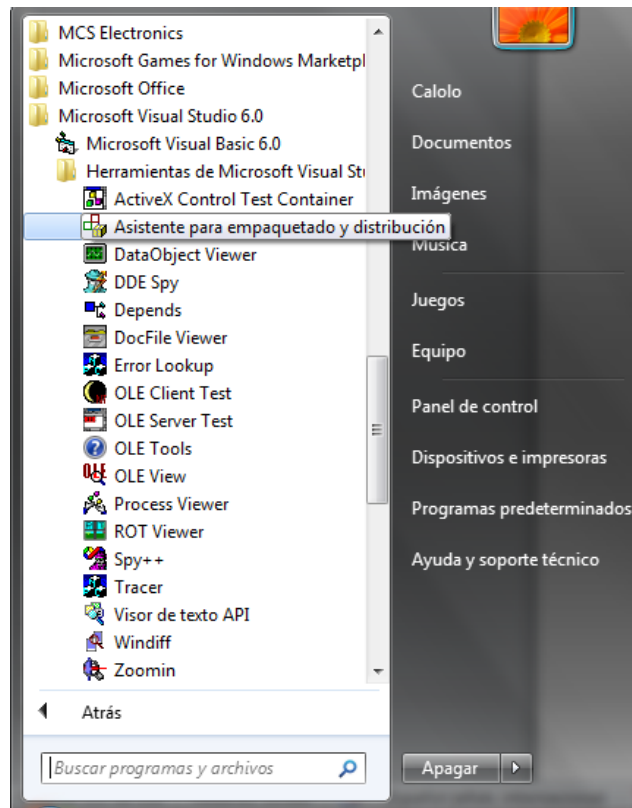 MCS Electronics
Microsoft Games for Windows Marketpl
Microsoft Office
Microsoft Visual Studio 6.0
Microsoft Visual Basic 6.0
Herramientas de Microsoft Visual Stu
ActiveX Control Test Container
Asistente para empaquetado y distribución
DataObject Viewer
DDE Spy
Depends
DocFile Viewer
Error Lookup
OLE Client Test
OLE Server Test
OLE Tools
OLE View
Process Viewer
ROT Viewer
Spy++
Tracer
Visor de texto API
Windiff
Zoomin
Atrás
Buscar programas y archivos
Calolo
Documentos
Imágenes
Música
Juegos
Equipo
Panel de control
Dispositivos e impresoras
Programas predeterminados
Ayuda y soporte técnico
Apagar